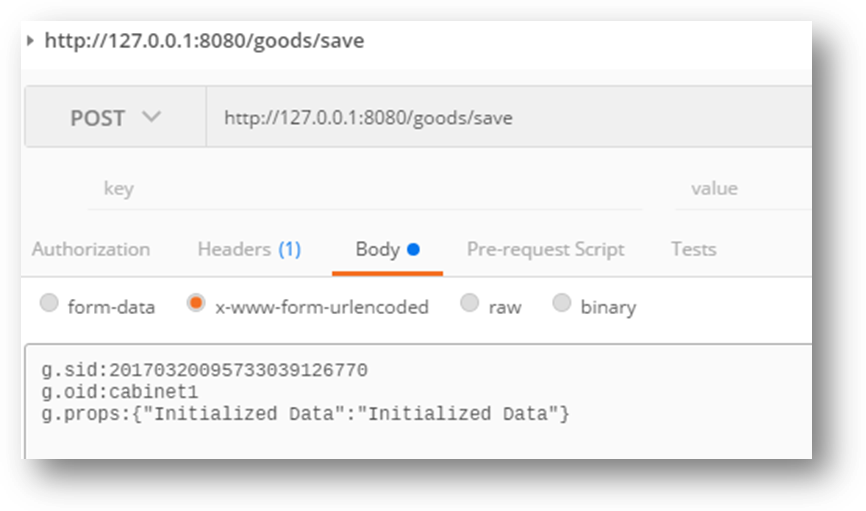 http://127.0.0.1:8080/goods/save
POST http://127.0.0.1:8080/goods/save
key value
Authorization Headers (1) Body Pre-request Script Tests
form-data x-www-form-urlencoded raw binary
g.sid:20170320095733039126770
g.oid:cabinet1
g.props:{"Initialized Data":"Initialized Data"}